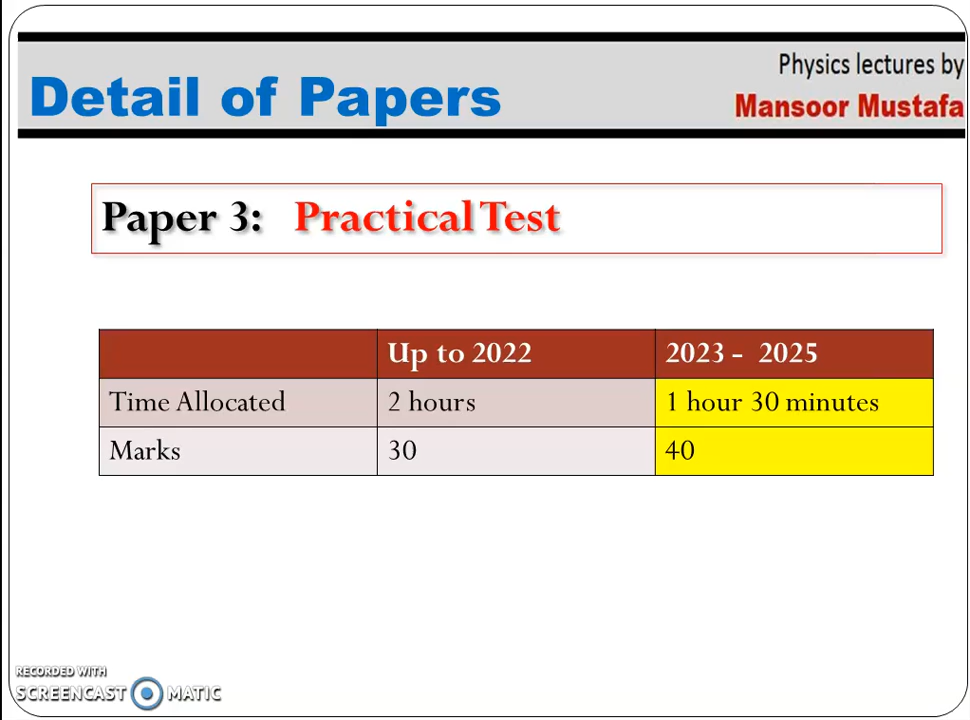 Detail of Papers
Physics lectures by
Mansoor Mustafa
Paper 3: Practical Test
Up to 2022 2023 - 2025
Time Allocated 2 hours 1 hour 30 minutes
Marks 30 40
RECORDED WITH
SCREENCAST MATIC